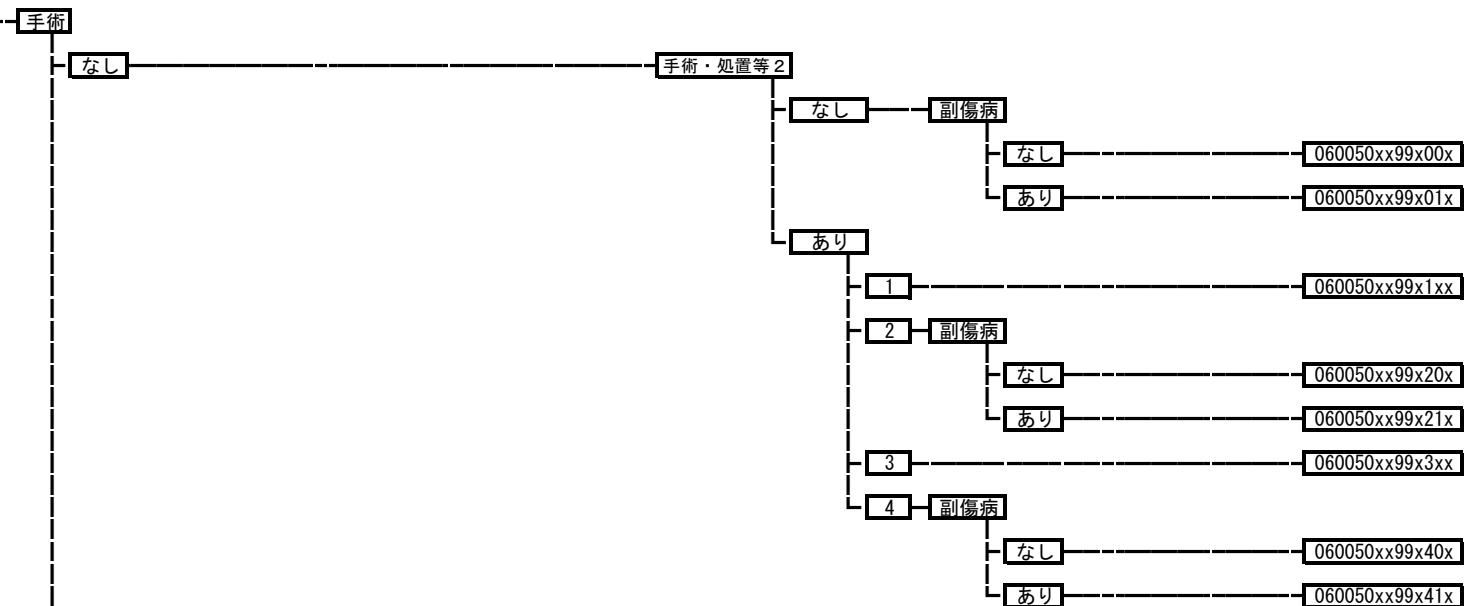 手術
なし 手術・処置等２
なし 副傷病
なし 060050xx99x00x
あり 060050xx99x01x
あり
1 060050xx99x1xx
2 副傷病
なし 060050xx99x20x
あり 060050xx99x21x
3 060050xx99x3xx
4 副傷病
なし 060050xx99x40x
あり 060050xx99x41x